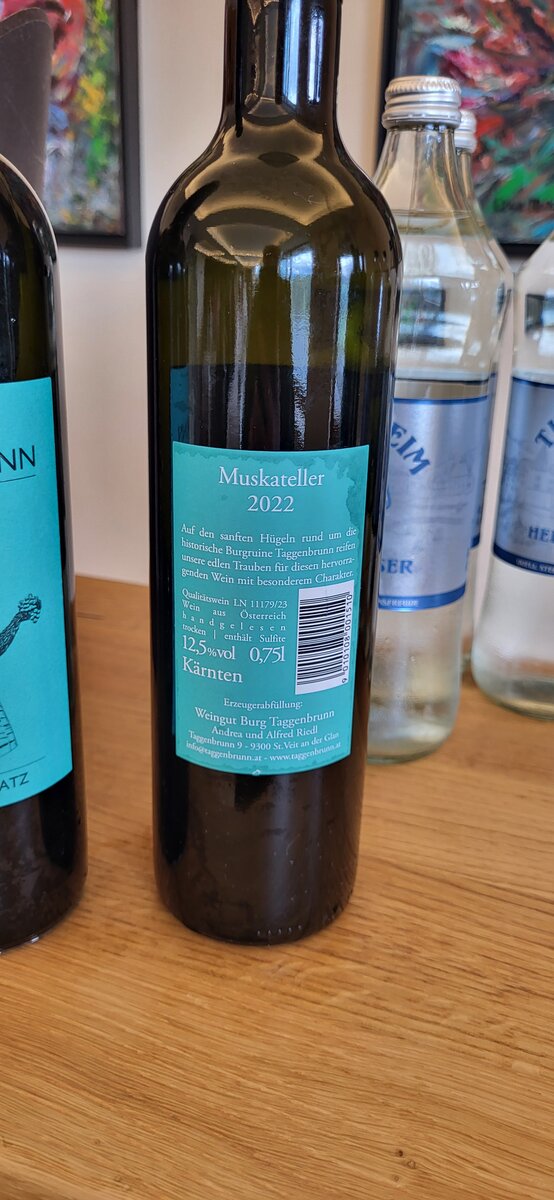 Muskateller
2022
Auf den sanften Hügeln rund um die
historische Burgruine Taggenbrunn reifen
unsere edlen Trauben für diesen hervorra-
genden Wein mit besonderem Charakter.
Qualitätswein LN 11179/23
Wein aus Österreich
handgelesen
trocken | enthält Sulfite
12,5%vol 0,75l
Kärnten
Erzeugerabfüllung:
Weingut Burg Taggenbrunn
Andrea und Alfred Riedl
Taggenbrunn 9 - 9300 St.Veit an der Glan
info@taggenbrunn.at - www.taggenbrunn.at
NN
ATZ
EIM
SER
HEI